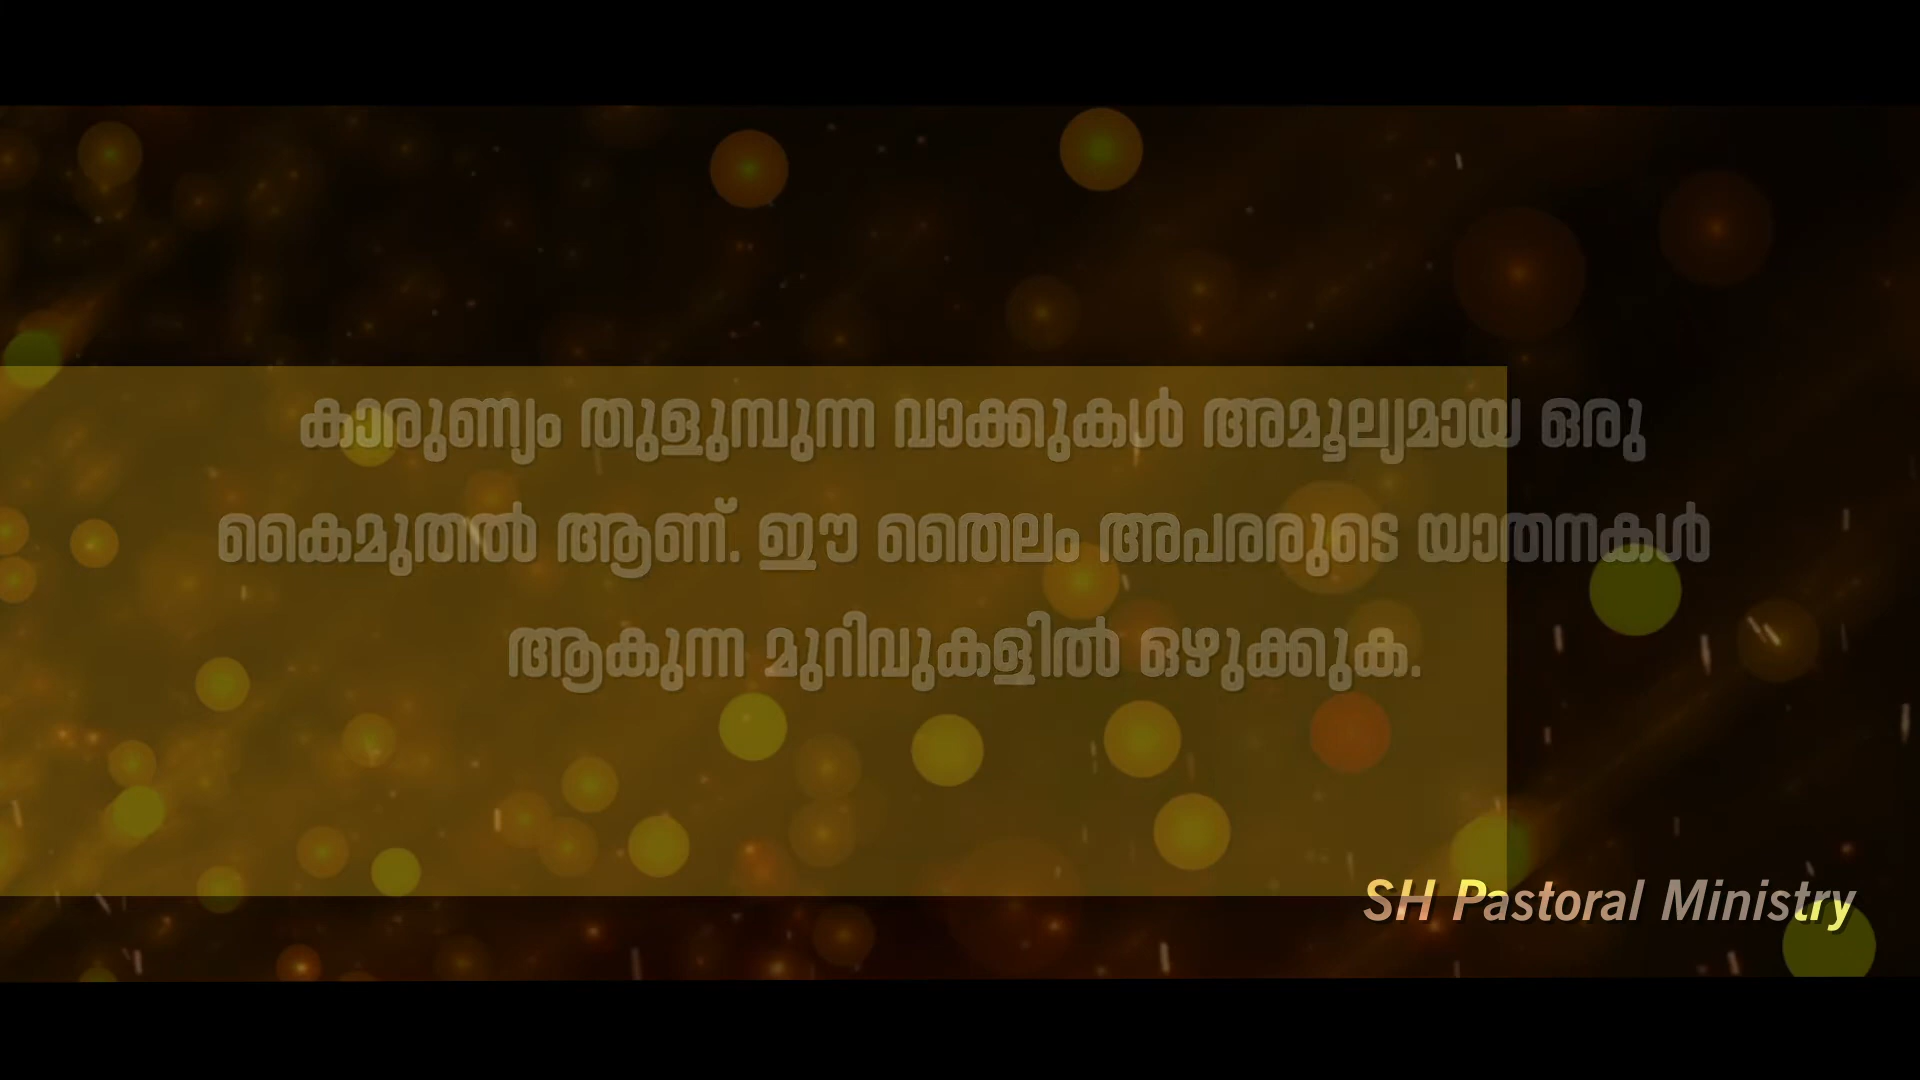 കാരുണ്യം തുളുമ്പുന്ന വാക്കുകൾ അമൂല്യമായ ഒരു
കൈമുതൽ ആണ്. ഈ തൈലം അപരരുടെ യാതനകൾ
ആകുന്ന മുറിവുകളിൽ ഒഴുക്കുക.
SH Pastoral Ministry